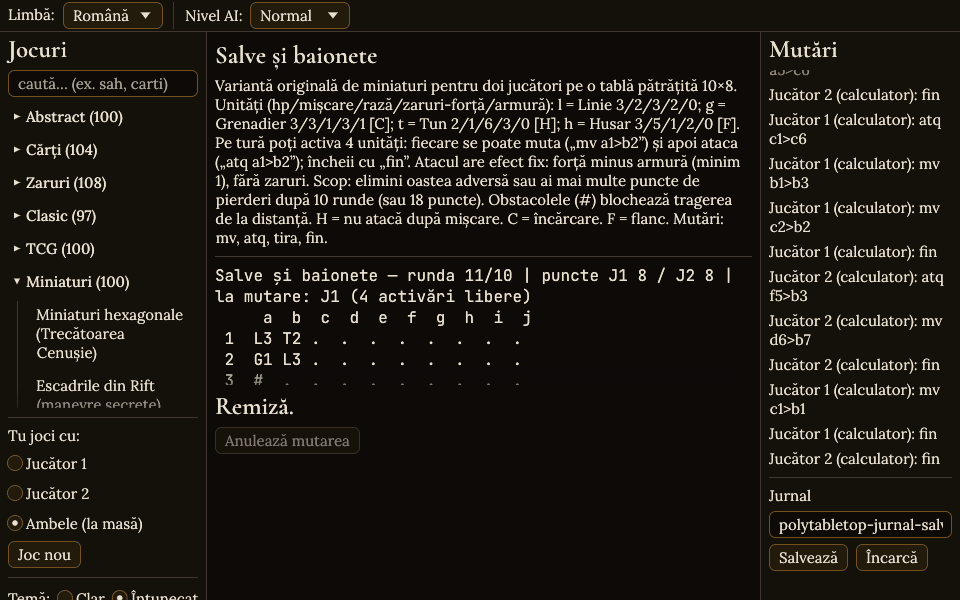 Limbă: Română ▼ Nivel AI: Normal ▼
Jocuri
caută... (ex. sah, carti)
▸ Abstract (100)
▸ Cărți (104)
▸ Zaruri (108)
▸ Clasic (97)
▸ TCG (100)
▾ Miniaturi (100)
Miniaturi hexagonale
(Trecătoarea
Cenușie)
Escadrile din Rift
(manevre secrete)
Tu joci cu:
Jucător 1
Jucător 2
Ambele (la masă)
Joc nou
Temă: Clar Întunecat
Salve și baionete
Variantă originală de miniaturi pentru doi jucători pe o tablă pătrățită 10×8.
Unități (hp/mișcare/rază/zaruri-forță/armură): l = Linie 3/2/3/2/0; g =
Grenadier 3/3/1/3/1 [C]; t = Tun 2/1/6/3/0 [H]; h = Husar 3/5/1/2/0 [F].
Pe tură poți activa 4 unități: fiecare se poate muta („mv a1>b2”) și apoi ataca
(„atq a1>b2”); închei cu „fin”. Atacul are efect fix: forță minus armură (minim
1), fără zaruri. Scop: elimini oastea adversă sau ai mai multe puncte de
pierderi după 10 runde (sau 18 puncte). Obstacolele (#) blochează tragerea
de la distanță. H = nu atacă după mișcare. C = încărcare. F = flanc. Mutări:
mv, atq, tira, fin.
Salve și baionete — runda 11/10 | puncte J1 8 / J2 8 |
la mutare: J1 (4 activări libere)
a b c d e f g h i j
1 L3 T2 . . . . . . . .
2 G1 L3 . . . . . . . .
3 # . . . . . . . . .
Remiză.
Anulează mutarea
Mutări
a5>c6
Jucător 2 (calculator): fin
Jucător 1 (calculator): atq
c1>c6
Jucător 1 (calculator): mv
b1>b3
Jucător 1 (calculator): mv
c2>b2
Jucător 1 (calculator): fin
Jucător 2 (calculator): atq
f5>b3
Jucător 2 (calculator): mv
d6>b7
Jucător 2 (calculator): fin
Jucător 1 (calculator): mv
c1>b1
Jucător 1 (calculator): fin
Jucător 2 (calculator): fin
Jurnal
polytabletop-jurnal-salv
Salvează Încarcă